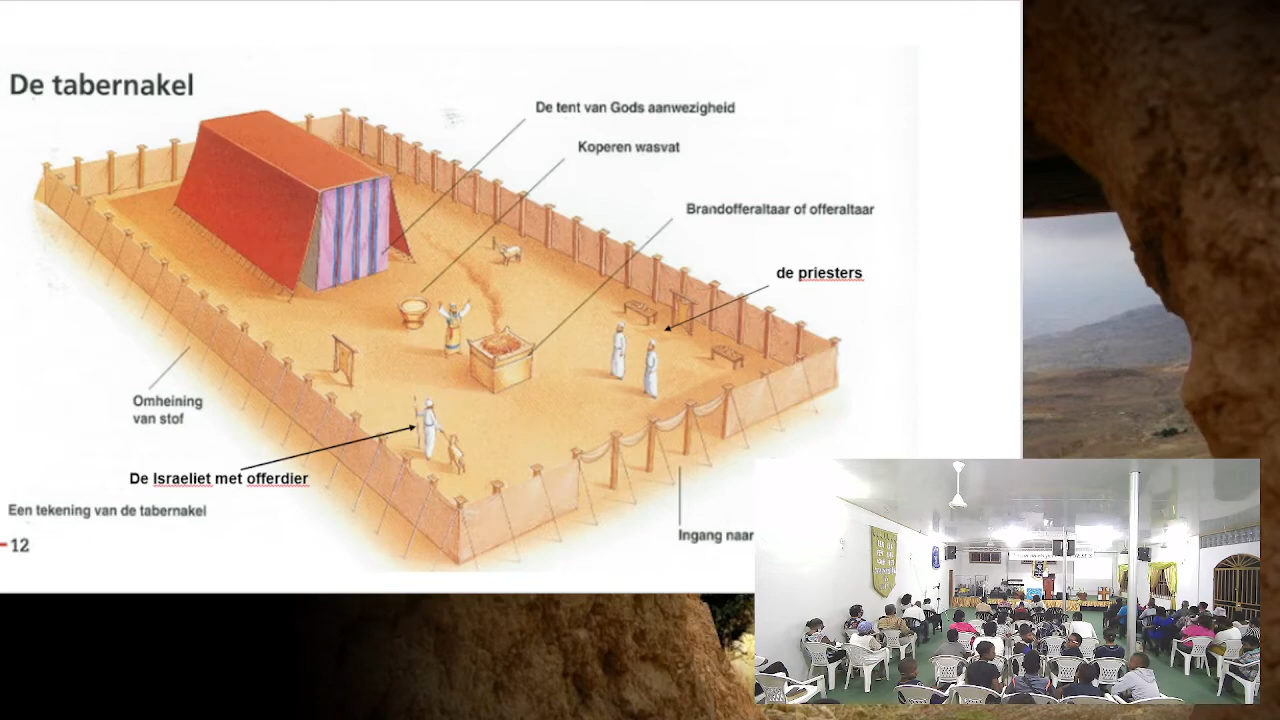 De tabernakel
De tent van Gods aanwezigheid
Koperen wasvat
Brandofferaltaar of offeraltaar
de priesters
Omheining
van stof
De Israeliet met offerdier
Een tekening van de tabernakel
12
Ingang naar